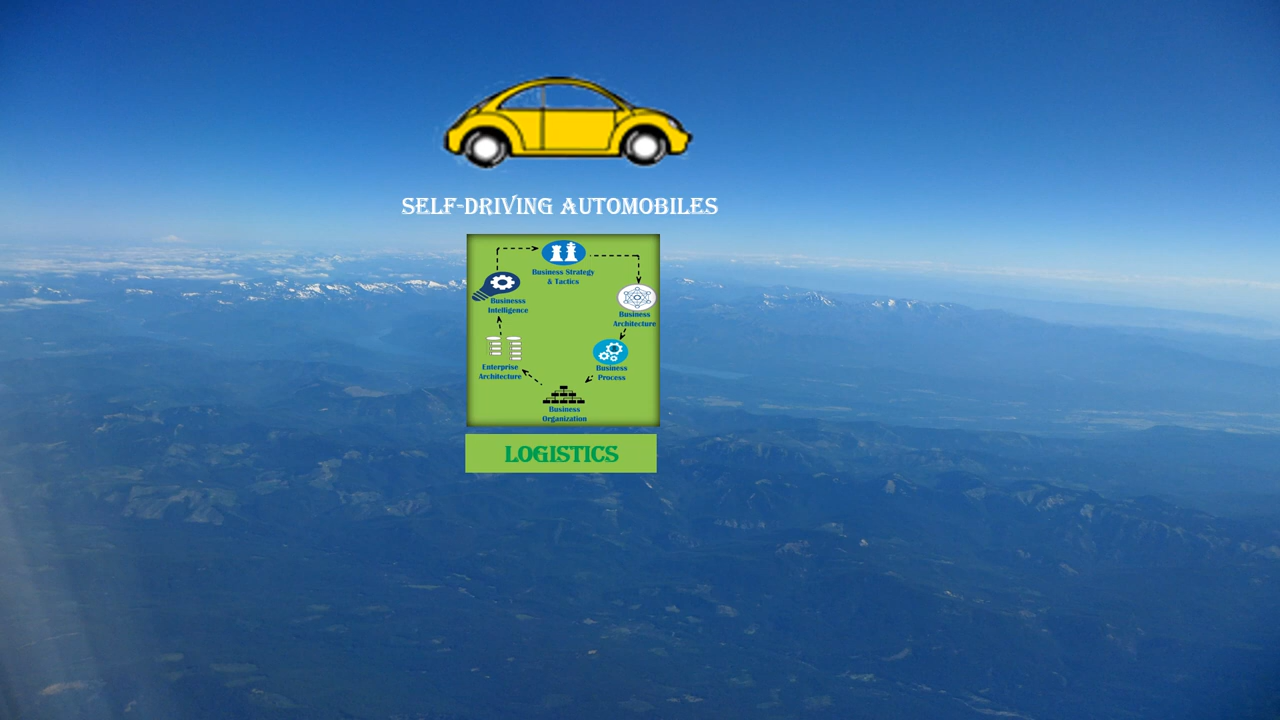 SELF-DRIVING AUTOMOBILES
Business Strategy
& Tactics
Businesss
Intelligence
Business
Architecture
Enterprise
Architecture
Business
Process
Business
Organization
LOGISTICS